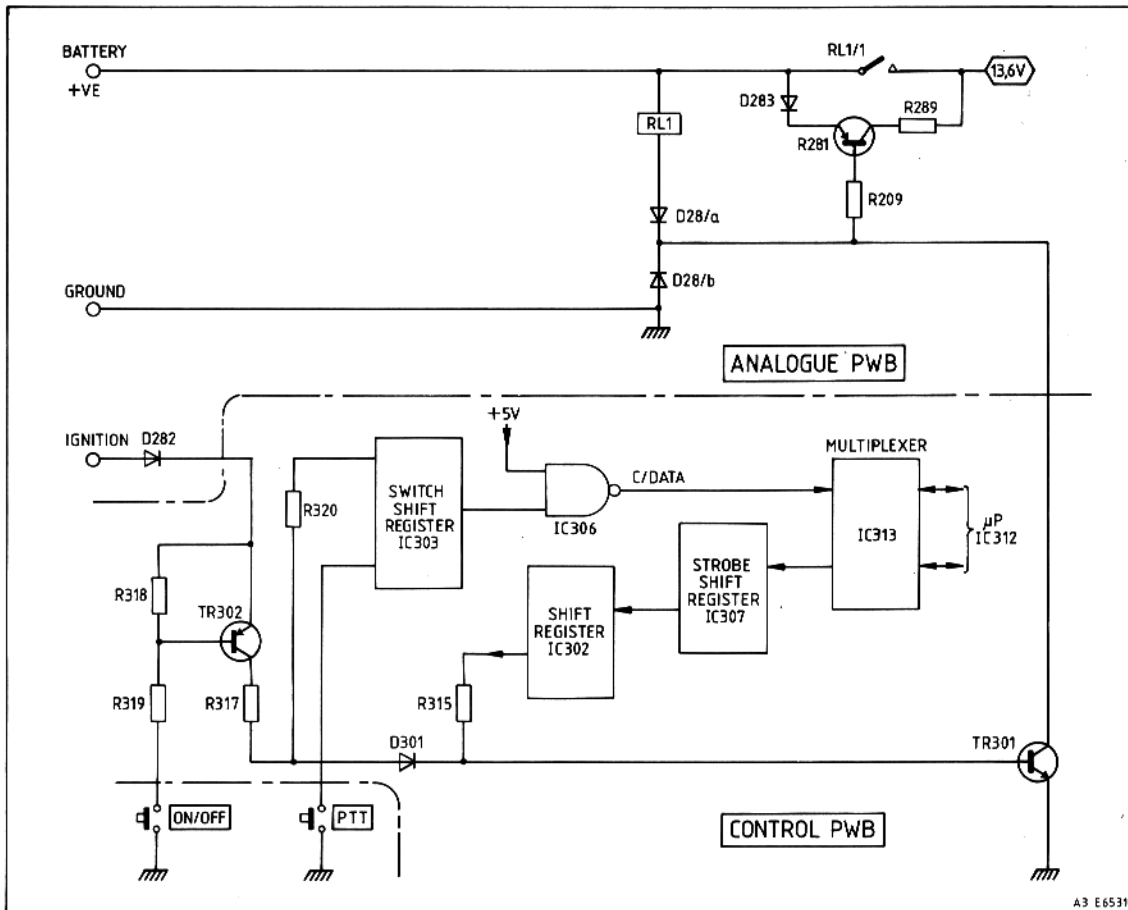 BATTERY
+VE
RL1/1
13,6V
D283
R289
RL1
R281
R209
D28/a
D28/b
GROUND
ANALOGUE PWB
+5V
IGNITION
D282
MULTIPLEXER
C/DATA
SWITCH
SHIFT
REGISTER
IC303
R320
IC306
IC313
µP
IC312
STROBE
SHIFT
REGISTER
IC307
R318
TR302
SHIFT
REGISTER
IC302
R319
R317
R315
D301
TR301
ON/OFF
PTT
CONTROL PWB
A3 E6531